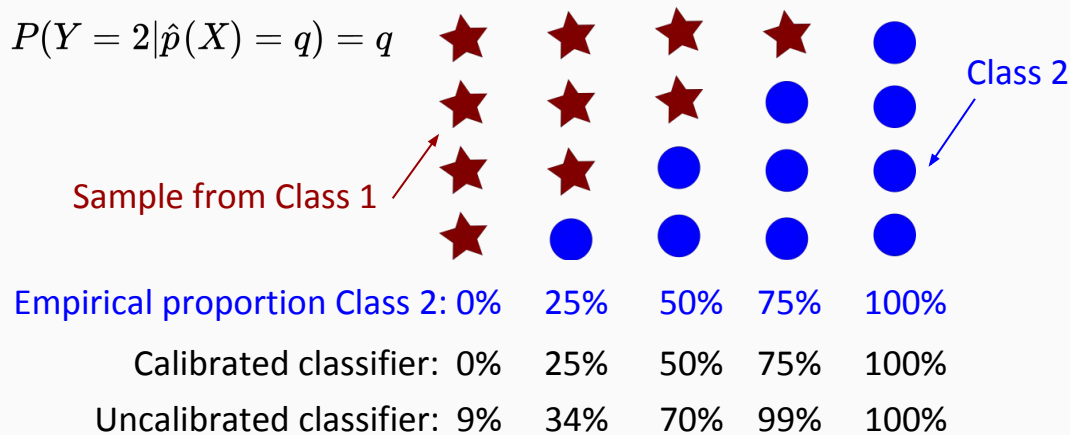 P(Y = 2|p̂(X) = q) = q
Class 2
Sample from Class 1
Empirical proportion Class 2: 0% 25% 50% 75% 100%
Calibrated classifier: 0% 25% 50% 75% 100%
Uncalibrated classifier: 9% 34% 70% 99% 100%